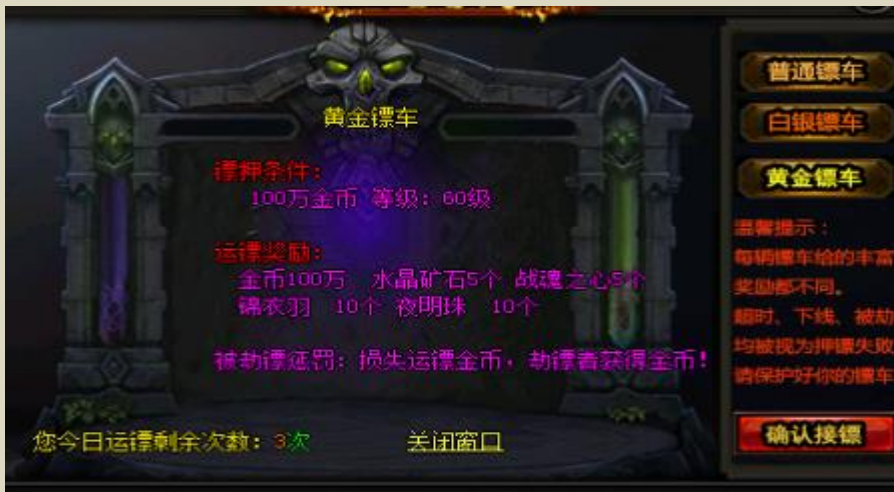 黄金镖车
镖押条件:
100万金币 等级: 60级
运镖奖励:
金币100万 水晶矿石5个 战魂之心5个
锦衣羽 10个 夜明珠 10个
被劫镖惩罚: 损失运镖金币, 劫镖者获得金币!
您今日运镖剩余次数: 3次
关闭窗口
普通镖车
白银镖车
黄金镖车
温馨提示:
每辆镖车给的丰富
奖励都不同。
超时、下线、被劫
均被视为押镖失败
请保护好你的镖车
确认接镖